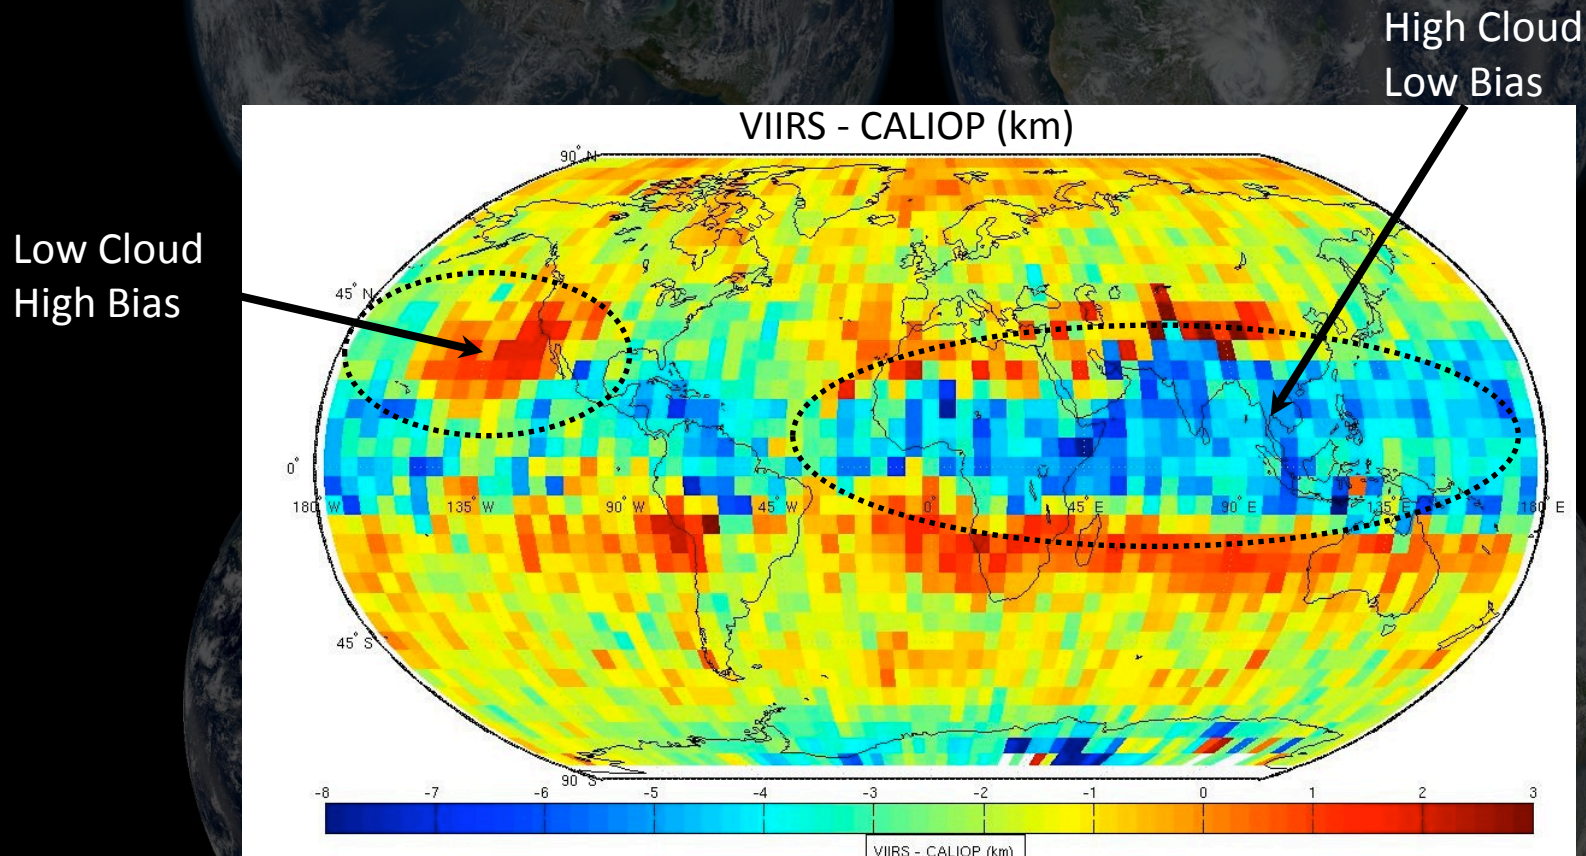 High Cloud
Low Bias
VIIRS - CALIOP (km)
90° N
Low Cloud
High Bias
45° N
0°
180° W
135° W
90° W
45° W
0°
45° E
90° E
135° E
180° E
45° S
90° S
-8 -7 -6 -5 -4 -3 -2 -1 0 1 2 3
VIIRS - CALIOP (km)